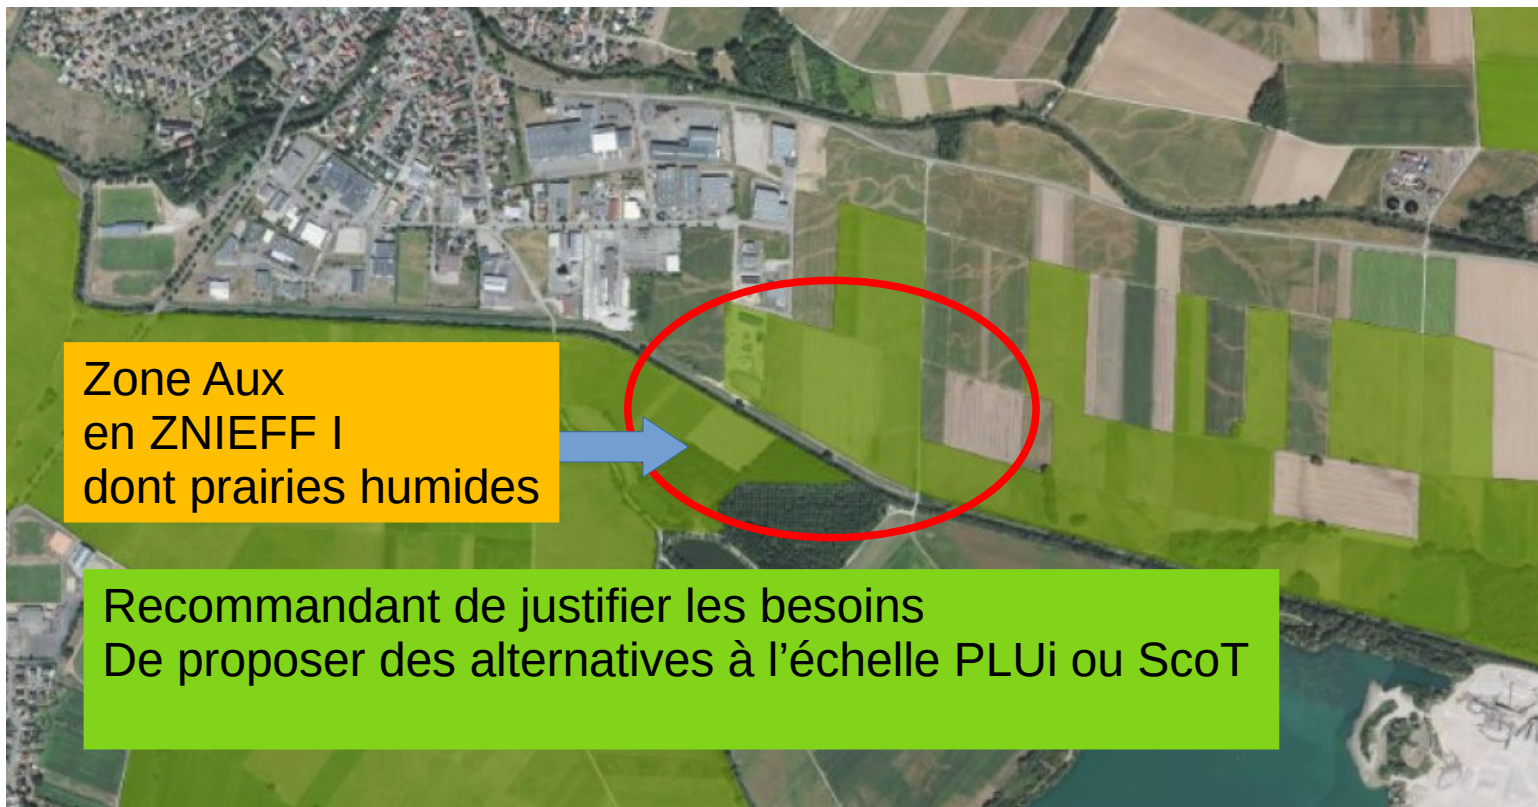 Zone Aux
en ZNIEFF I
dont prairies humides
Recommandant de justifier les besoins
De proposer des alternatives à l’échelle PLUi ou ScoT